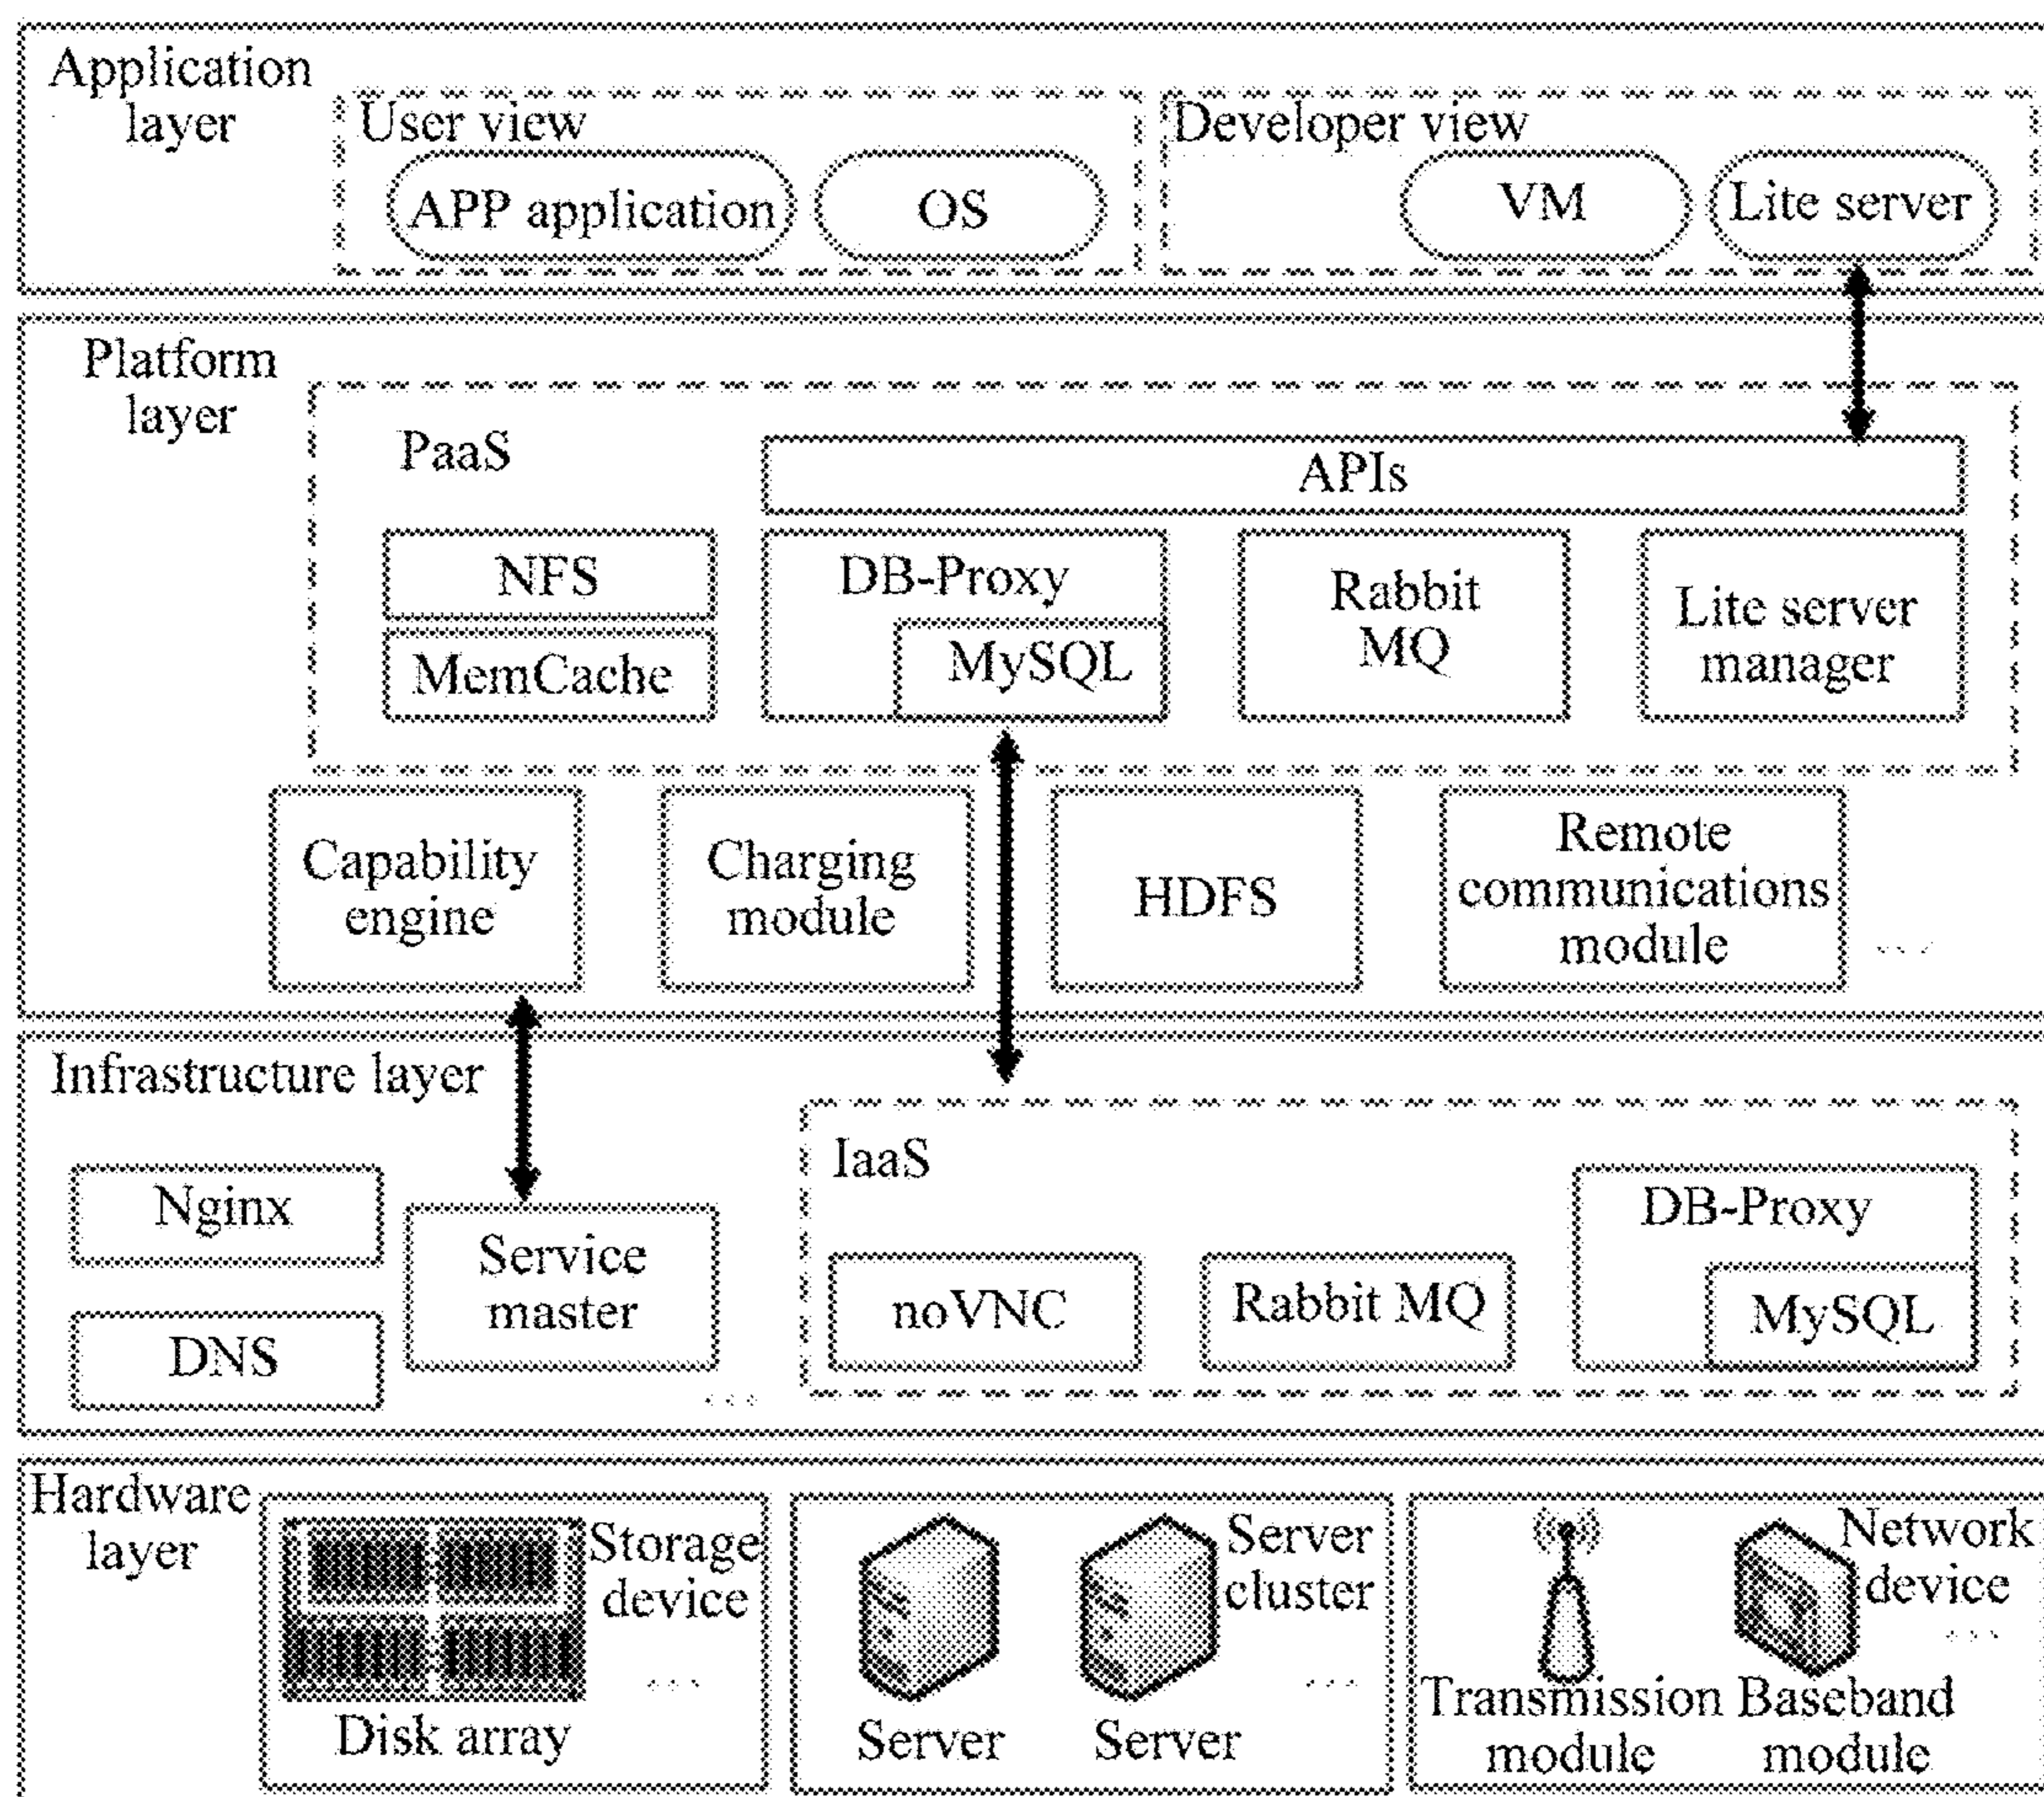 Application
layer
User view
APP application
OS
Developer view
VM
Lite server
Platform
layer
PaaS
APIs
NFS
MemCache
DB-Proxy
MySQL
Rabbit
MQ
Lite server
manager
Capability
engine
Charging
module
HDFS
Remote
communications
module
...
Infrastructure layer
Nginx
DNS
Service
master
...
IaaS
noVNC
Rabbit MQ
DB-Proxy
MySQL
Hardware
layer
Storage
device
...
Disk array
Server
cluster
...
Server
Server
Network
device
...
Transmission
module
Baseband
module